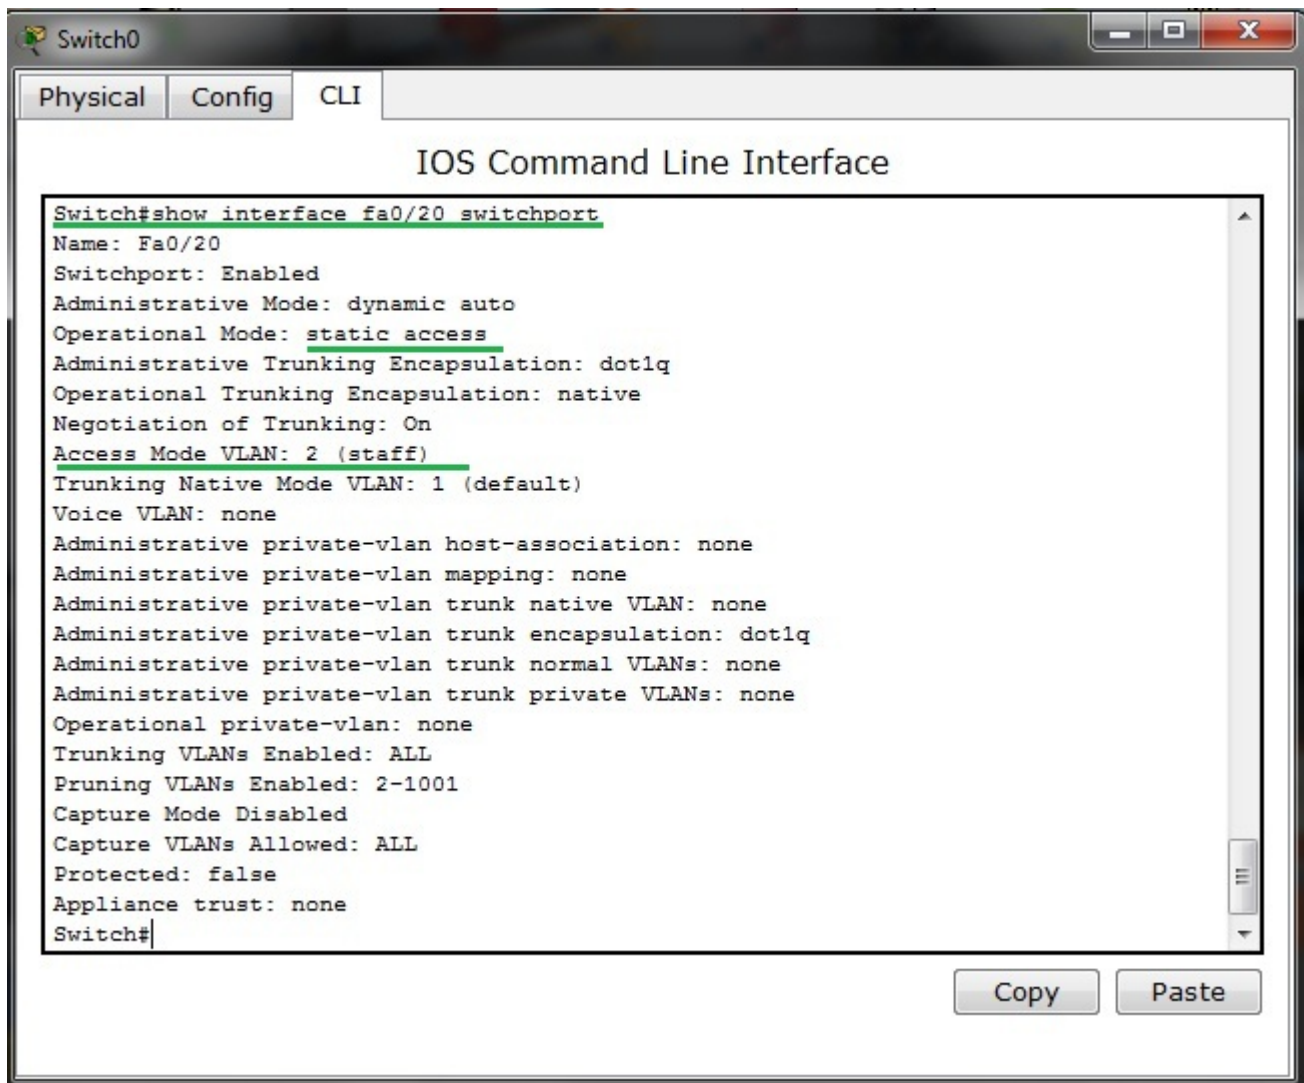 Switch0
Physical Config CLI
IOS Command Line Interface
Switch#show interface fa0/20 switchport
Name: Fa0/20
Switchport: Enabled
Administrative Mode: dynamic auto
Operational Mode: static access
Administrative Trunking Encapsulation: dot1q
Operational Trunking Encapsulation: native
Negotiation of Trunking: On
Access Mode VLAN: 2 (staff)
Trunking Native Mode VLAN: 1 (default)
Voice VLAN: none
Administrative private-vlan host-association: none
Administrative private-vlan mapping: none
Administrative private-vlan trunk native VLAN: none
Administrative private-vlan trunk encapsulation: dot1q
Administrative private-vlan trunk normal VLANs: none
Administrative private-vlan trunk private VLANs: none
Operational private-vlan: none
Trunking VLANs Enabled: ALL
Pruning VLANs Enabled: 2-1001
Capture Mode Disabled
Capture VLANs Allowed: ALL
Protected: false
Appliance trust: none
Switch#
Copy Paste